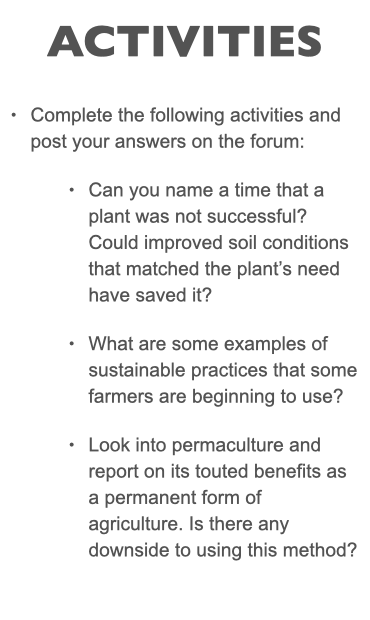 ACTIVITIES
• Complete the following activities and
post your answers on the forum:
• Can you name a time that a
plant was not successful?
Could improved soil conditions
that matched the plant’s need
have saved it?
• What are some examples of
sustainable practices that some
farmers are beginning to use?
• Look into permaculture and
report on its touted benefits as
a permanent form of
agriculture. Is there any
downside to using this method?